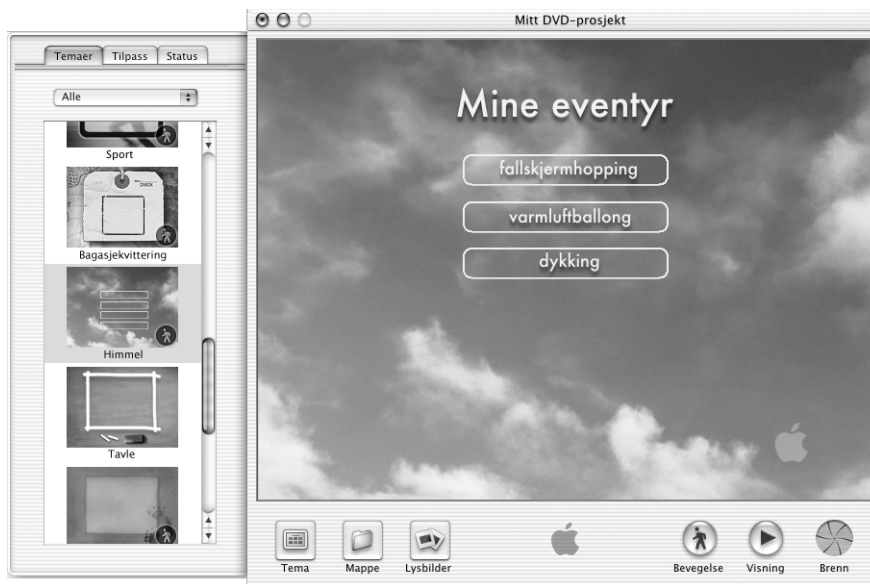 Mitt DVD-prosjekt
Temaer Tilpass Status
Alle
Sport
CHECK
Bagasjekvittering
Himmel
Tavle
Mine eventyr
fallskjermhopping
varmluftballong
dykking
Tema Mappe Lysbilder Bevegelse Visning Brenn